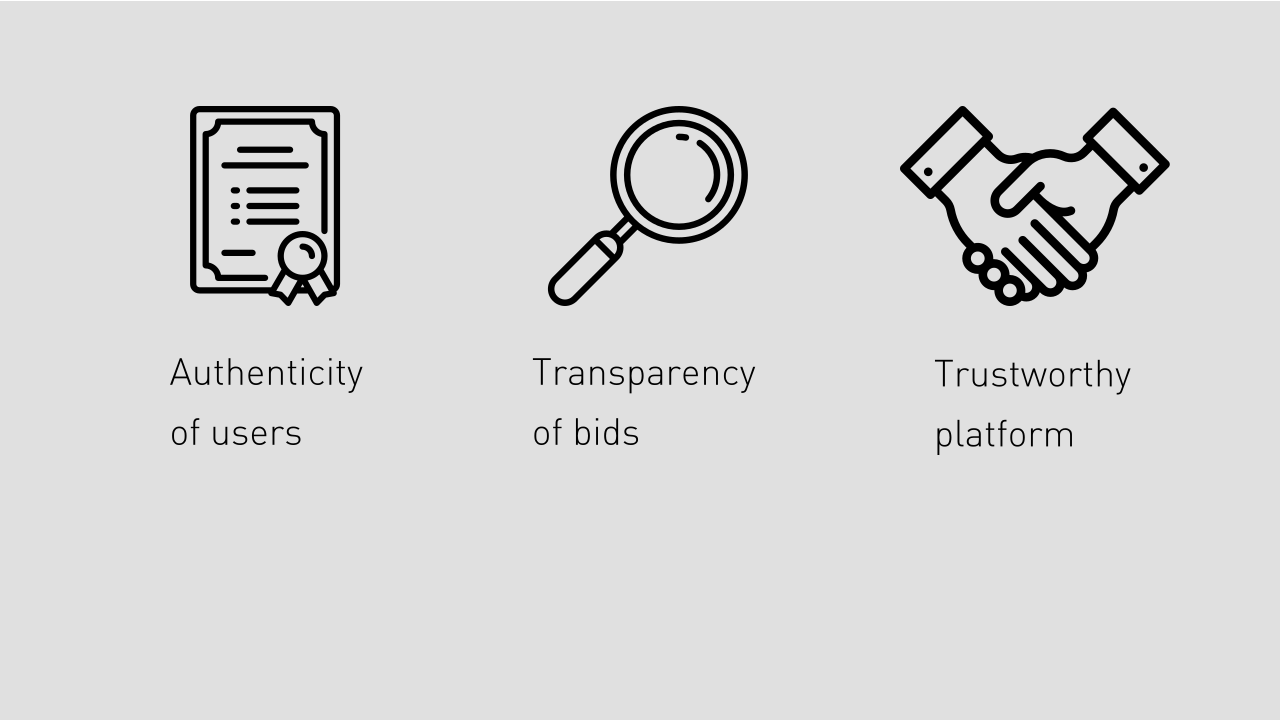 Authenticity
of users
Transparency
of bids
Trustworthy
platform